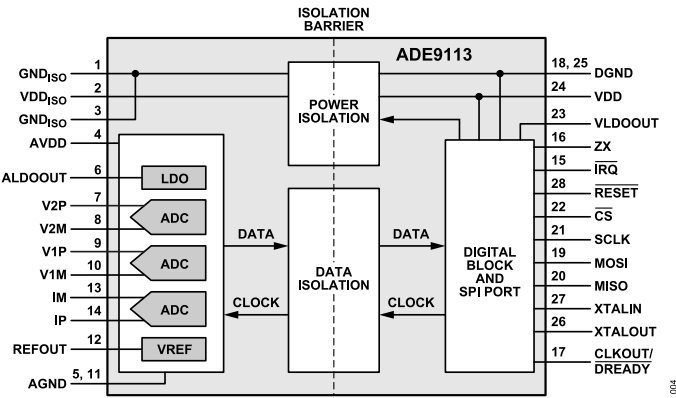 ISOLATION
BARRIER
ADE9113
1
GNDISO
2
VDDISO
3
GNDISO
4
AVDD
6
ALDOOUT
7
V2P
8
V2M
9
V1P
10
V1M
13
IM
14
IP
12
REFOUT
5, 11
AGND
LDO
ADC
ADC
ADC
VREF
POWER
ISOLATION
DATA
CLOCK
DATA
ISOLATION
DATA
CLOCK
DIGITAL
BLOCK
AND
SPI PORT
18, 25
DGND
24
VDD
23
VLDOOUT
16
ZX
15
IRQ
28
RESET
22
CS
21
SCLK
19
MOSI
20
MISO
27
XTALIN
26
XTALOUT
17
CLKOUT/
DREADY
004